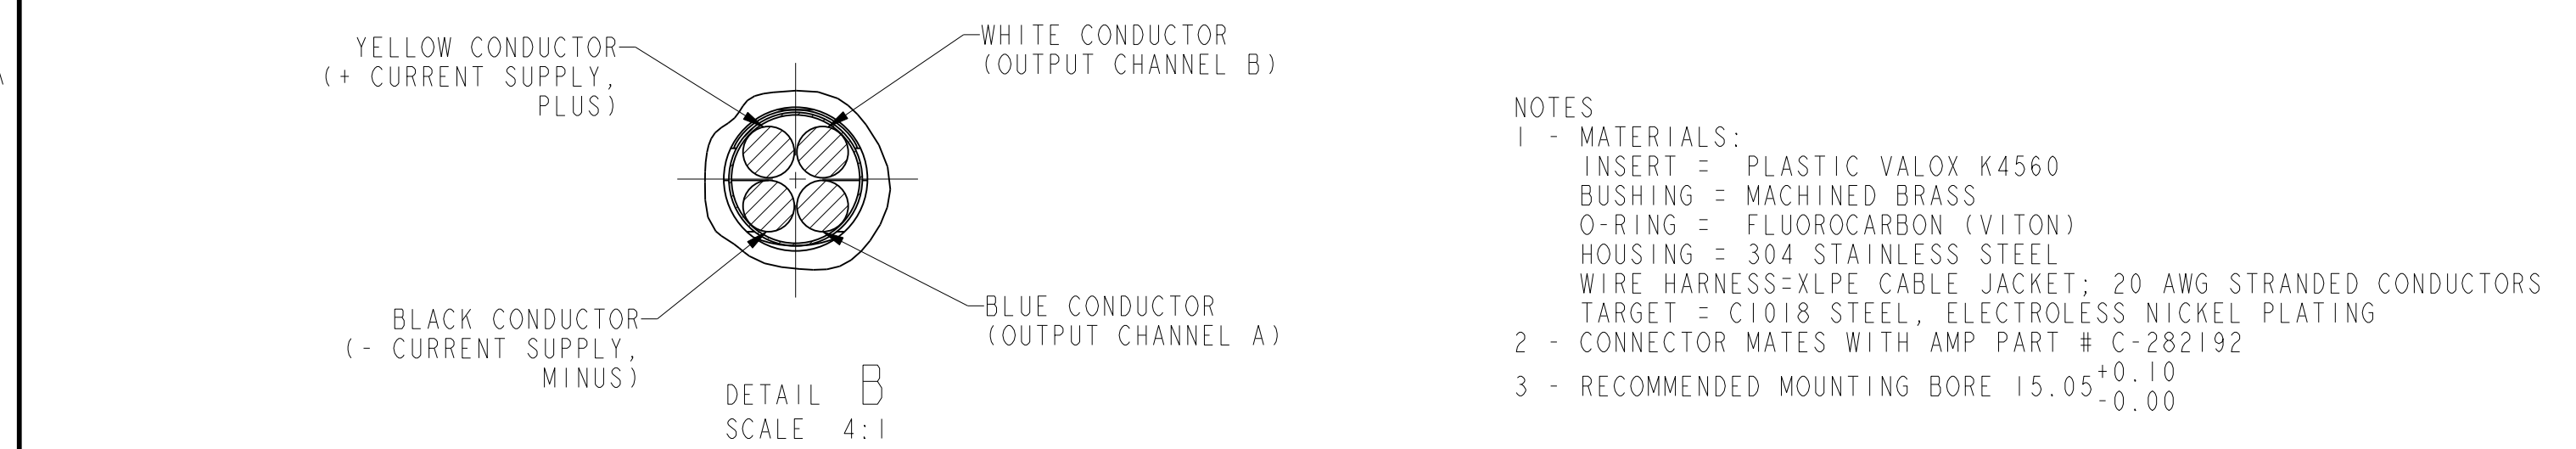 YELLOW CONDUCTOR
(+ CURRENT SUPPLY,
PLUS)
WHITE CONDUCTOR
(OUTPUT CHANNEL B)
BLACK CONDUCTOR
(- CURRENT SUPPLY,
MINUS)
BLUE CONDUCTOR
(OUTPUT CHANNEL A)
DETAIL B
SCALE 4:1
NOTES
1 - MATERIALS:
INSERT = PLASTIC VALOX K4560
BUSHING = MACHINED BRASS
O-RING = FLUOROCARBON (VITON)
HOUSING = 304 STAINLESS STEEL
WIRE HARNESS=XLPE CABLE JACKET; 20 AWG STRANDED CONDUCTORS
TARGET = C1018 STEEL, ELECTROLESS NICKEL PLATING
2 - CONNECTOR MATES WITH AMP PART # C-282192
3 - RECOMMENDED MOUNTING BORE 15.05 +0.10
-0.00